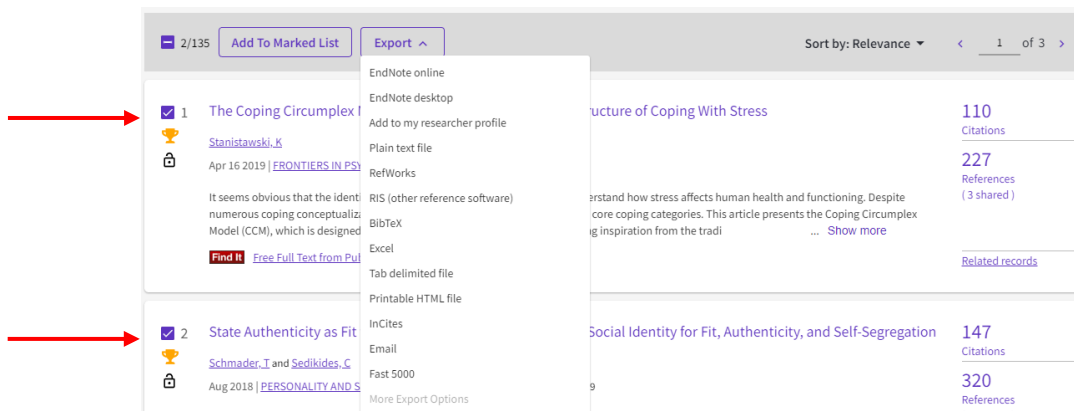 2/135 Add To Marked List Export Sort by: Relevance 1 of 3
EndNote online
EndNote desktop
Add to my researcher profile
Plain text file
RefWorks
RIS (other reference software)
BibTeX
Excel
Tab delimited file
Printable HTML file
InCites
Email
Fast 5000
More Export Options
1 The Coping Circumplex ructure of Coping With Stress
Stanisławski, K
Apr 16 2019 | FRONTIERS IN PSY
It seems obvious that the identi erstand how stress affects human health and functioning. Despite
numerous coping conceptualiza core coping categories. This article presents the Coping Circumplex
Model (CCM), which is designed ng inspiration from the tradi ... Show more
Find It Free Full Text from Pub
110
Citations
227
References
( 3 shared )
Related records
2 State Authenticity as Fit Social Identity for Fit, Authenticity, and Self-Segregation
Schmader, T and Sedikides, C
Aug 2018 | PERSONALITY AND S 9
147
Citations
320
References